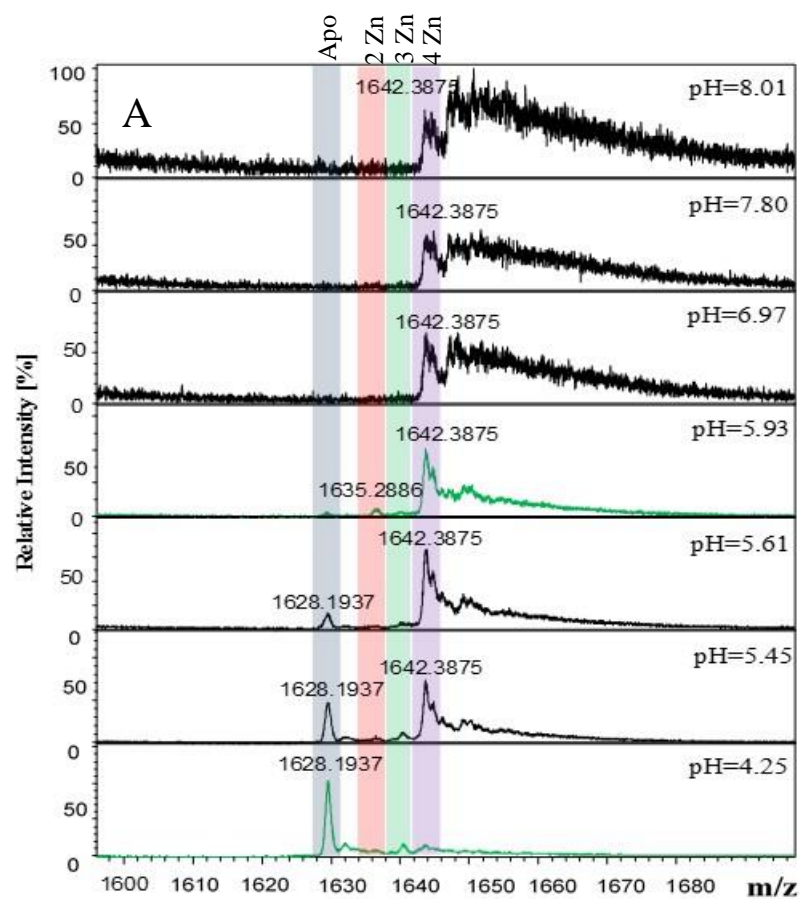 Apo
2 Zn
3 Zn
4 Zn
A
1642.3875
pH=8.01
100
50
0
1642.3875
pH=7.80
50
0
1642.3875
pH=6.97
50
0
1642.3875
pH=5.93
1635.2886
50
0
1642.3875
pH=5.61
1628.1937
50
0
1642.3875
pH=5.45
1628.1937
50
0
1628.1937
pH=4.25
50
0
Relative Intensity [%]
1600 1610 1620 1630 1640 1650 1660 1670 1680 m/z